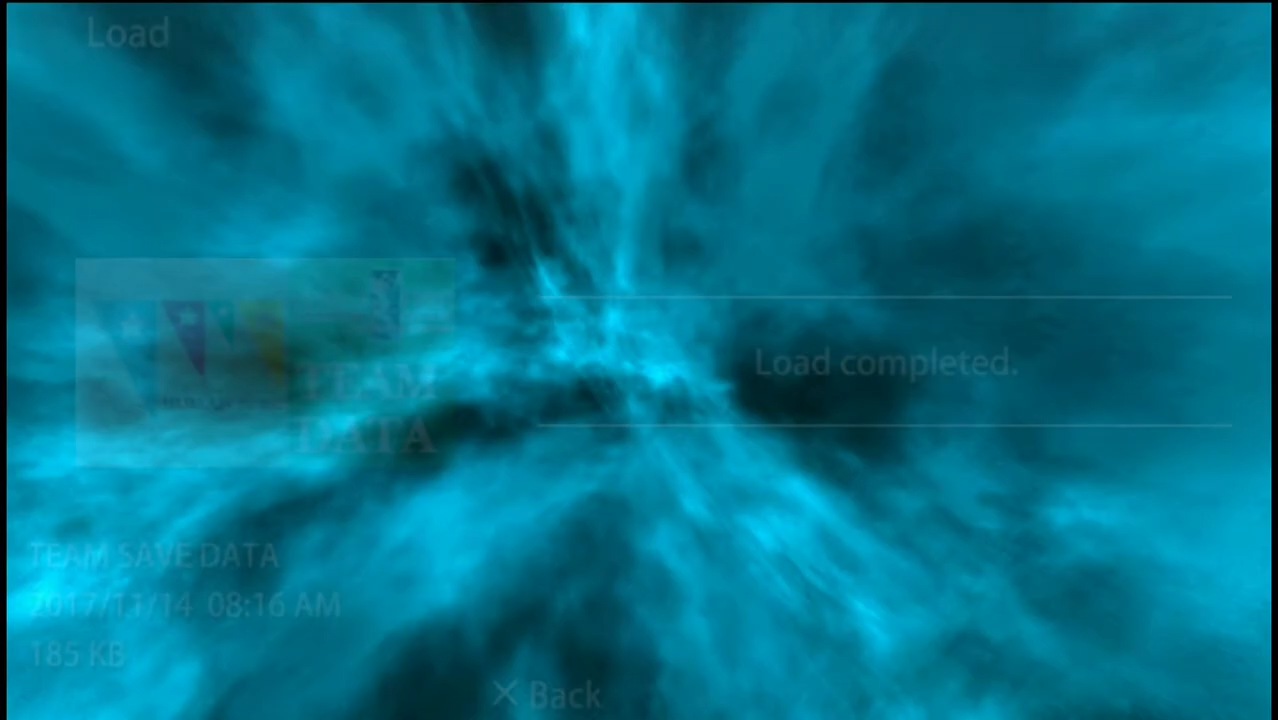 Load
TEAM
DATA
Load completed.
TEAM SAVE DATA
2017/11/14 08:16 AM
185 KB
Back